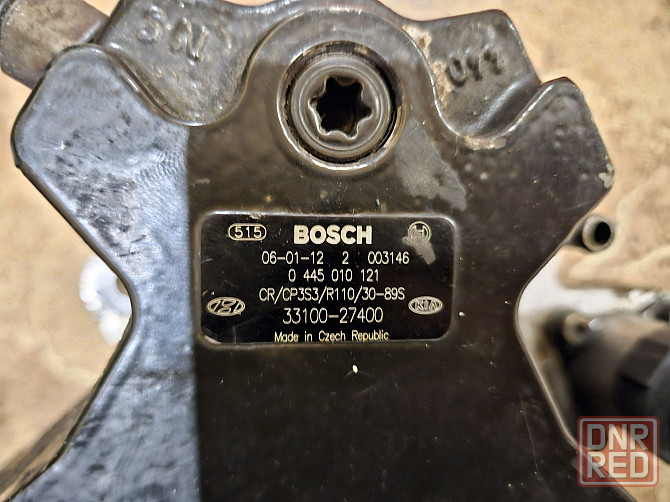 515 BOSCH
06-01-12 2 003146
0 445 010 121
CR/CP3S3/R110/30-89S
33100-27400
KIA
Made in Czech Republic
DNR
RED